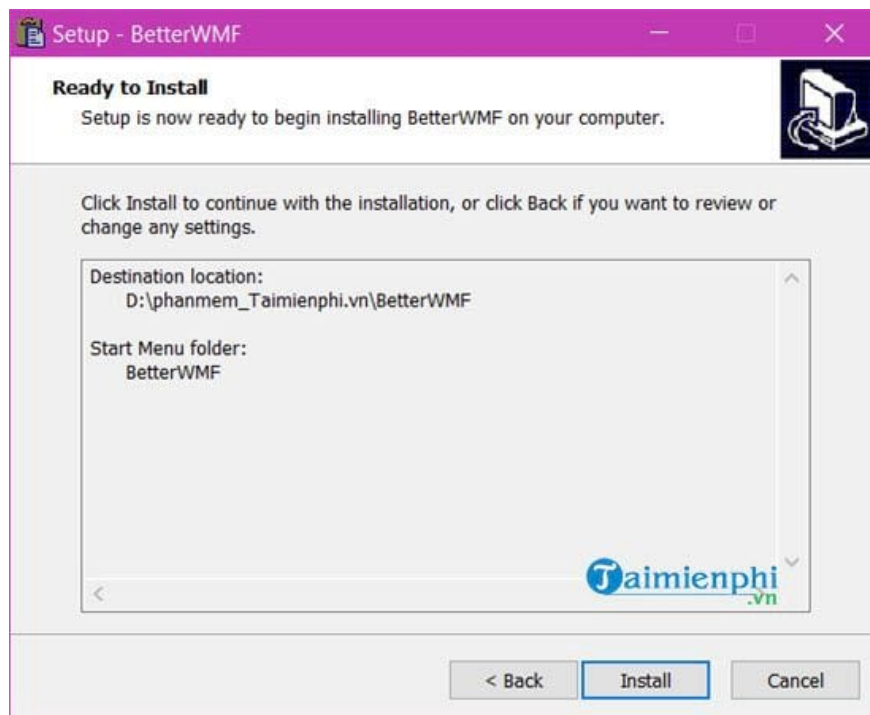 Setup - BetterWMF
Ready to Install
Setup is now ready to begin installing BetterWMF on your computer.
Click Install to continue with the installation, or click Back if you want to review or
change any settings.
Destination location:
D:\phanmem_Taimienphi.vn\BetterWMF
Start Menu folder:
BetterWMF
Taimienphi
.vn
< Back
Install
Cancel